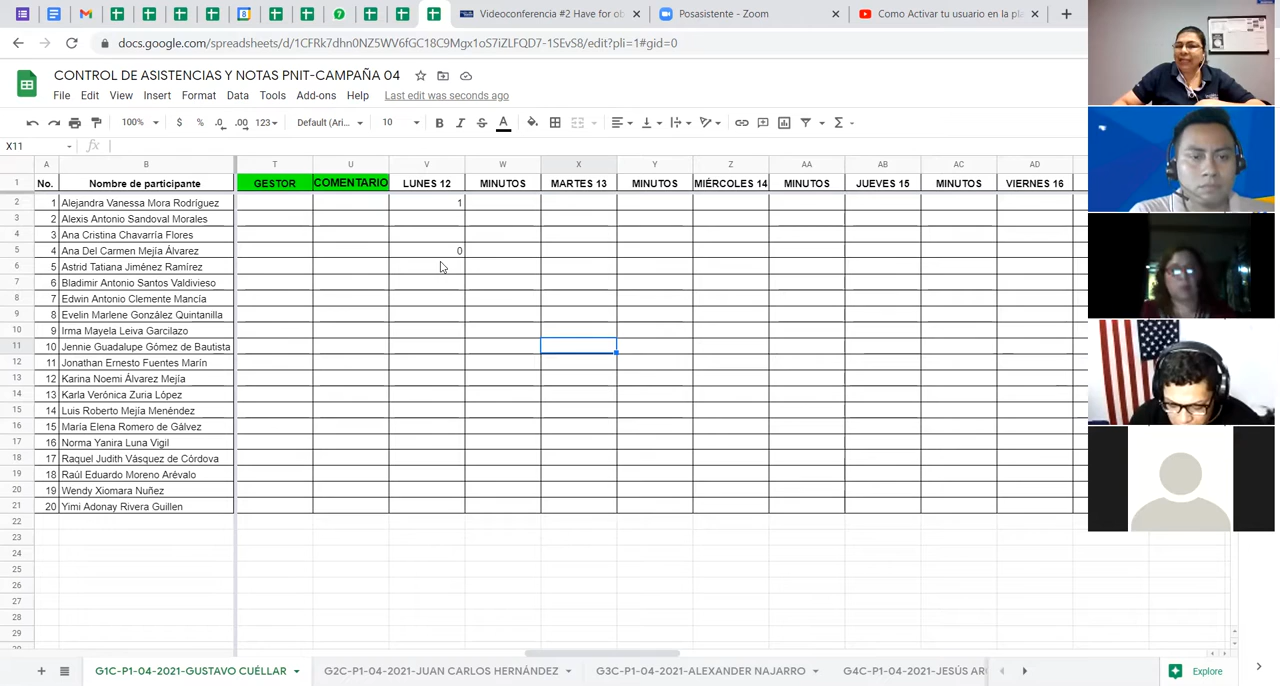 Videoconferencia #2 Have for ob
Posasistente - Zoom
Como Activar tu usuario en la pla
docs.google.com/spreadsheets/d/1CFRk7dhn0NZ5WV6fGC18C9Mgx1oS7iZLFQD7-1SEvS8/edit?pli=1#gid=0
CONTROL DE ASISTENCIAS Y NOTAS PNIT-CAMPAÑA 04
File Edit View Insert Format Data Tools Add-ons Help Last edit was seconds ago
100% $ % .0 .00 123 Default (Ari... 10 B I S A
X11 fx
A B T U V W X Y Z AA AB AC AD
1 No. Nombre de participante GESTOR COMENTARIO LUNES 12 MINUTOS MARTES 13 MINUTOS MIÉRCOLES 14 MINUTOS JUEVES 15 MINUTOS VIERNES 16
2 1 Alejandra Vanessa Mora Rodríguez 1
3 2 Alexis Antonio Sandoval Morales
4 3 Ana Cristina Chavarría Flores
5 4 Ana Del Carmen Mejía Álvarez 0
6 5 Astrid Tatiana Jiménez Ramírez
7 6 Bladimir Antonio Santos Valdivieso
8 7 Edwin Antonio Clemente Mancía
9 8 Evelin Marlene González Quintanilla
10 9 Irma Mayela Leiva Garcilazo
11 10 Jennie Guadalupe Gómez de Bautista
12 11 Jonathan Ernesto Fuentes Marín
13 12 Karina Noemi Álvarez Mejía
14 13 Karla Verónica Zuria López
15 14 Luis Roberto Mejía Menéndez
16 15 María Elena Romero de Gálvez
17 16 Norma Yanira Luna Vigil
18 17 Raquel Judith Vásquez de Córdova
19 18 Raúl Eduardo Moreno Arévalo
20 19 Wendy Xiomara Nuñez
21 20 Yimi Adonay Rivera Guillen
22
23
24
25
26
27
28
29
G1C-P1-04-2021-GUSTAVO CUÉLLAR G2C-P1-04-2021-JUAN CARLOS HERNÁNDEZ G3C-P1-04-2021-ALEXANDER NAJARRO G4C-P1-04-2021-JESÚS AR Explore